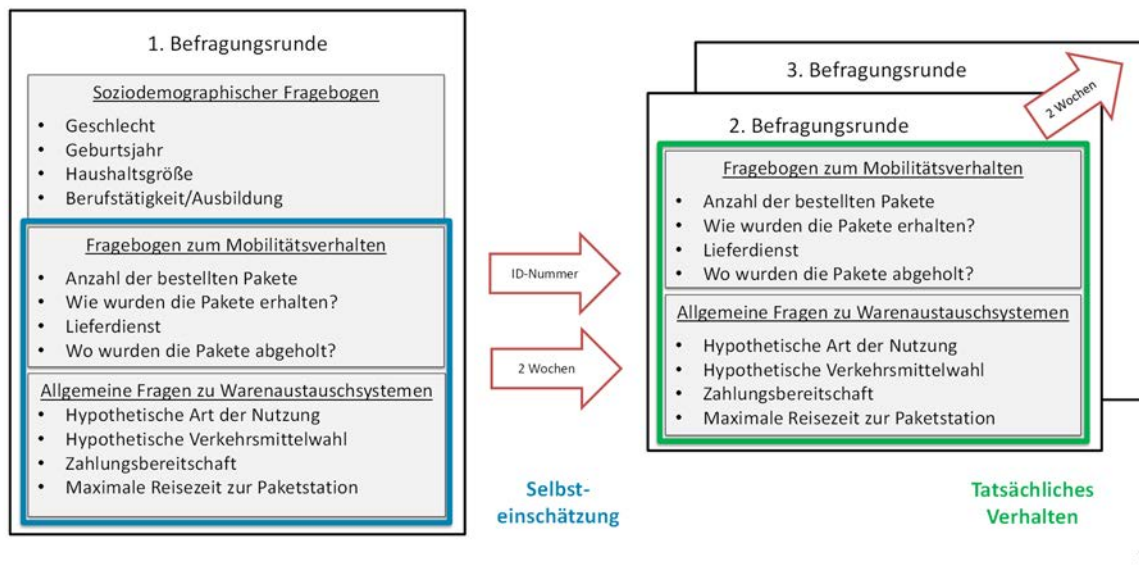 1. Befragungsrunde
Soziodemographischer Fragebogen
• Geschlecht
• Geburtsjahr
• Haushaltsgröße
• Berufstätigkeit/Ausbildung
Fragebogen zum Mobilitätsverhalten
• Anzahl der bestellten Pakete
• Wie wurden die Pakete erhalten?
• Lieferdienst
• Wo wurden die Pakete abgeholt?
Allgemeine Fragen zu Warenaustauschsystemen
• Hypothetische Art der Nutzung
• Hypothetische Verkehrsmittelwahl
• Zahlungsbereitschaft
• Maximale Reisezeit zur Paketstation
ID-Nummer
2 Wochen
Selbst-
einschätzung
3. Befragungsrunde
2 Wochen
2. Befragungsrunde
Fragebogen zum Mobilitätsverhalten
• Anzahl der bestellten Pakete
• Wie wurden die Pakete erhalten?
• Lieferdienst
• Wo wurden die Pakete abgeholt?
Allgemeine Fragen zu Warenaustauschsystemen
• Hypothetische Art der Nutzung
• Hypothetische Verkehrsmittelwahl
• Zahlungsbereitschaft
• Maximale Reisezeit zur Paketstation
Tatsächliches
Verhalten